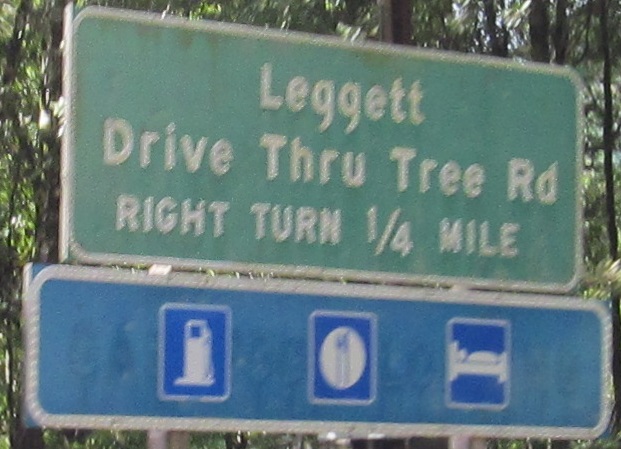 Leggett
Drive Thru Tree Rd
RIGHT TURN 1/4 MILE